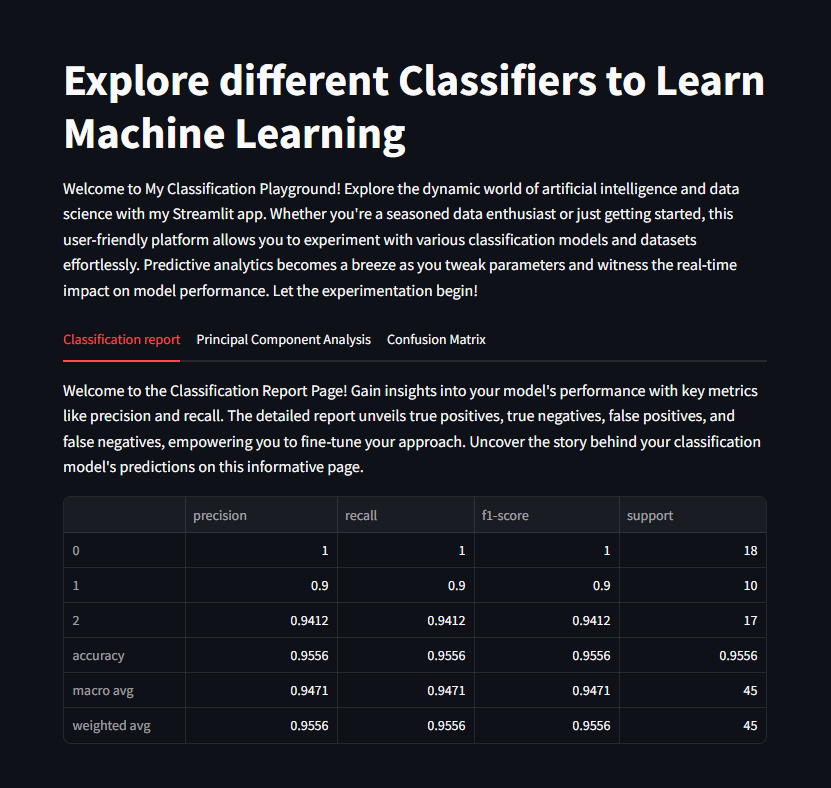 Explore different Classifiers to Learn
Machine Learning
Welcome to My Classification Playground! Explore the dynamic world of artificial intelligence and data
science with my Streamlit app. Whether you're a seasoned data enthusiast or just getting started, this
user-friendly platform allows you to experiment with various classification models and datasets
effortlessly. Predictive analytics becomes a breeze as you tweak parameters and witness the real-time
impact on model performance. Let the experimentation begin!
Classification report Principal Component Analysis Confusion Matrix
Welcome to the Classification Report Page! Gain insights into your model's performance with key metrics
like precision and recall. The detailed report unveils true positives, true negatives, false positives, and
false negatives, empowering you to fine-tune your approach. Uncover the story behind your classification
model's predictions on this informative page.
precision recall f1-score support
0 1 1 1 18
1 0.9 0.9 0.9 10
2 0.9412 0.9412 0.9412 17
accuracy 0.9556 0.9556 0.9556 0.9556
macro avg 0.9471 0.9471 0.9471 45
weighted avg 0.9556 0.9556 0.9556 45